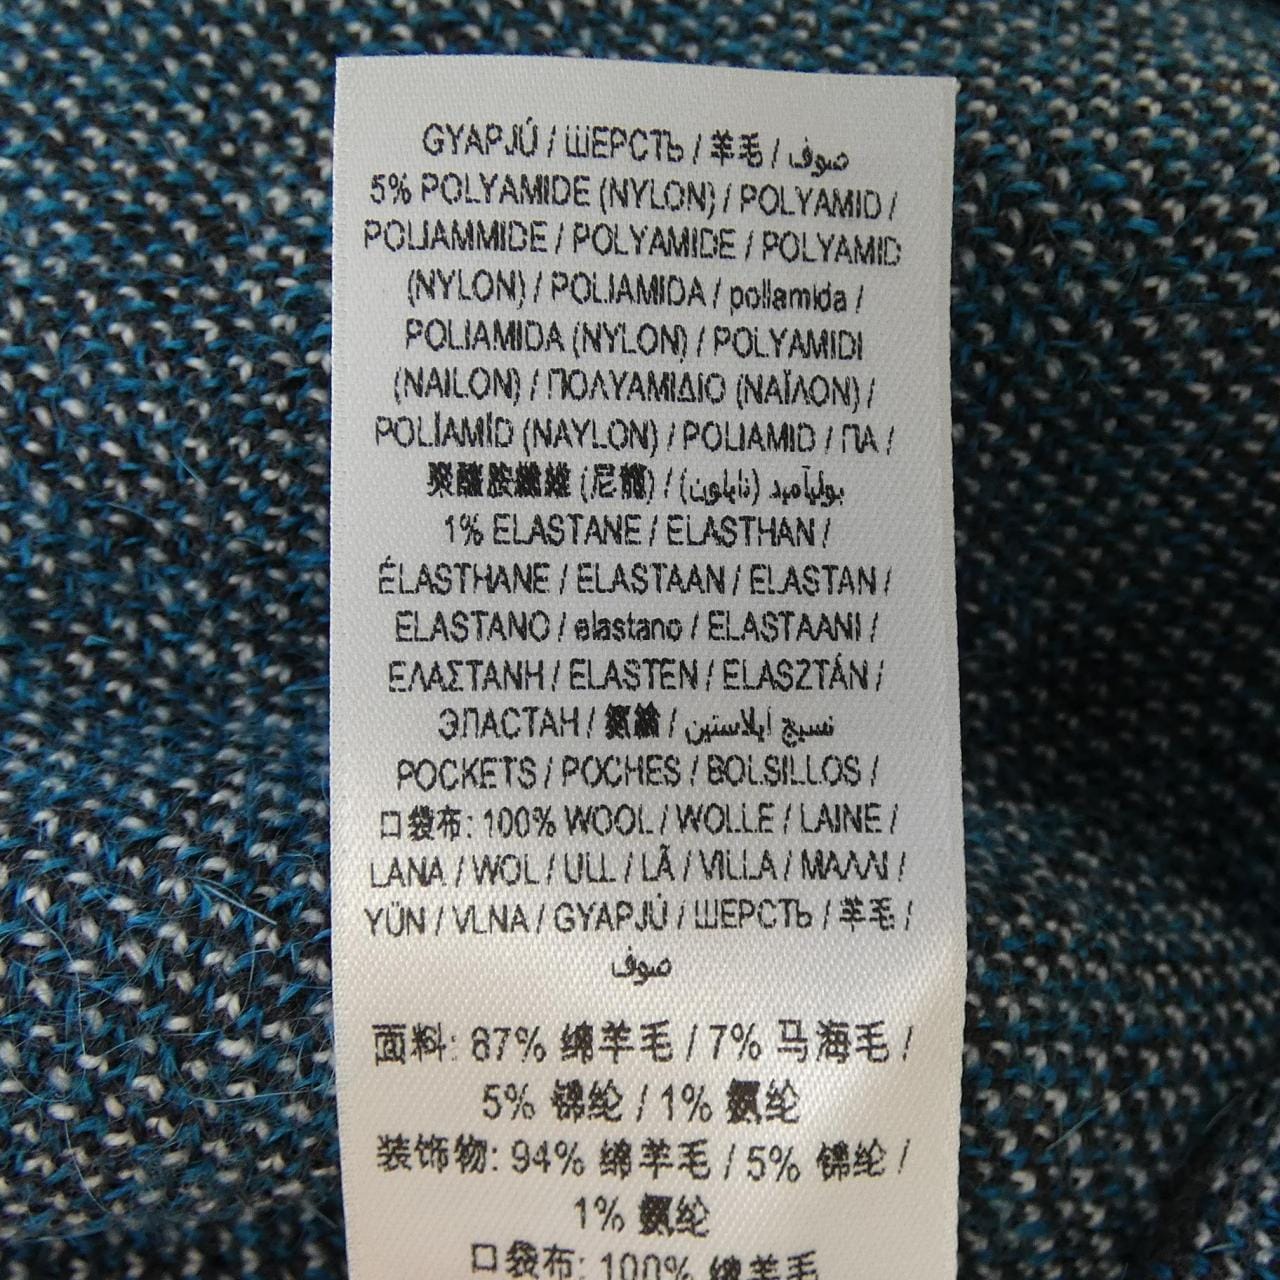 GYAPJÚ / ШЕРСТЬ / 羊毛 / صوف
5% POLYAMIDE (NYLON) / POLYAMID /
POLIAMMIDE / POLYAMIDE / POLYAMID
(NYLON) / POLIAMIDA / poliamida /
POLIAMIDA (NYLON) / POLYAMIDI
(NAILON) / ΠΟΛΥΑΜΙΔΙΟ (ΝΑΪΛΟΝ) /
POLİAMİD (NAYLON) / POLIAMID / ПА /
聚醯胺纖維 (尼龍) / بولیآمید (نایلون)
1% ELASTANE / ELASTHAN /
ÉLASTHANE / ELASTAAN / ELASTAN /
ELASTANO / elastano / ELASTAANI /
ΕΛΑΣΤΑΝΗ / ELASTEN / ELASZTÁN /
ЭЛАСТАН / 氨綸 / نسيج ايلاستين
POCKETS / POCHES / BOLSILLOS /
口袋布: 100% WOOL / WOLLE / LAINE /
LANA / WOL / ULL / LÃ / VILLA / ΜΑΛΛΙ /
YÜN / VLNA / GYAPJÚ / ШЕРСТЬ / 羊毛 /
صوف
面料: 87% 绵羊毛 / 7% 马海毛 /
5% 锦纶 / 1% 氨纶
装饰物: 94% 绵羊毛 / 5% 锦纶 /
1% 氨纶
口袋布: 100% 绵羊毛